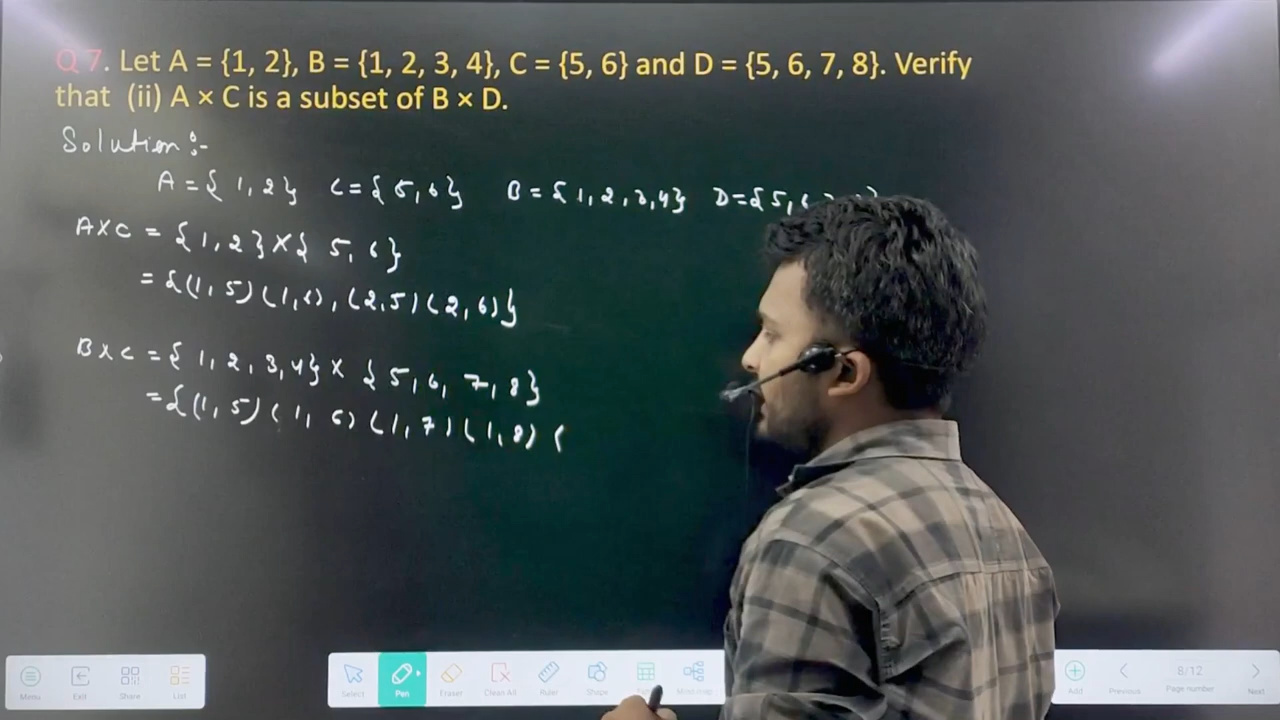 Q 7. Let A = {1, 2}, B = {1, 2, 3, 4}, C = {5, 6} and D = {5, 6, 7, 8}. Verify
that (ii) A × C is a subset of B × D.
Solution :-
A = { 1, 2 } C = { 5, 6 } B = { 1, 2, 3, 4 } D = { 5, 6
A X C = { 1, 2 } X { 5, 6 }
= { (1, 5) (1, 6), (2, 5) (2, 6) }
B X C = { 1, 2, 3, 4 } X { 5, 6, 7, 8 }
= { (1, 5) (1, 6) (1, 7) (1, 8) (
Menu Exit Share List Select Pen Eraser Clean All Ruler Shape Mind map Add Previous 8/12 Page number Next